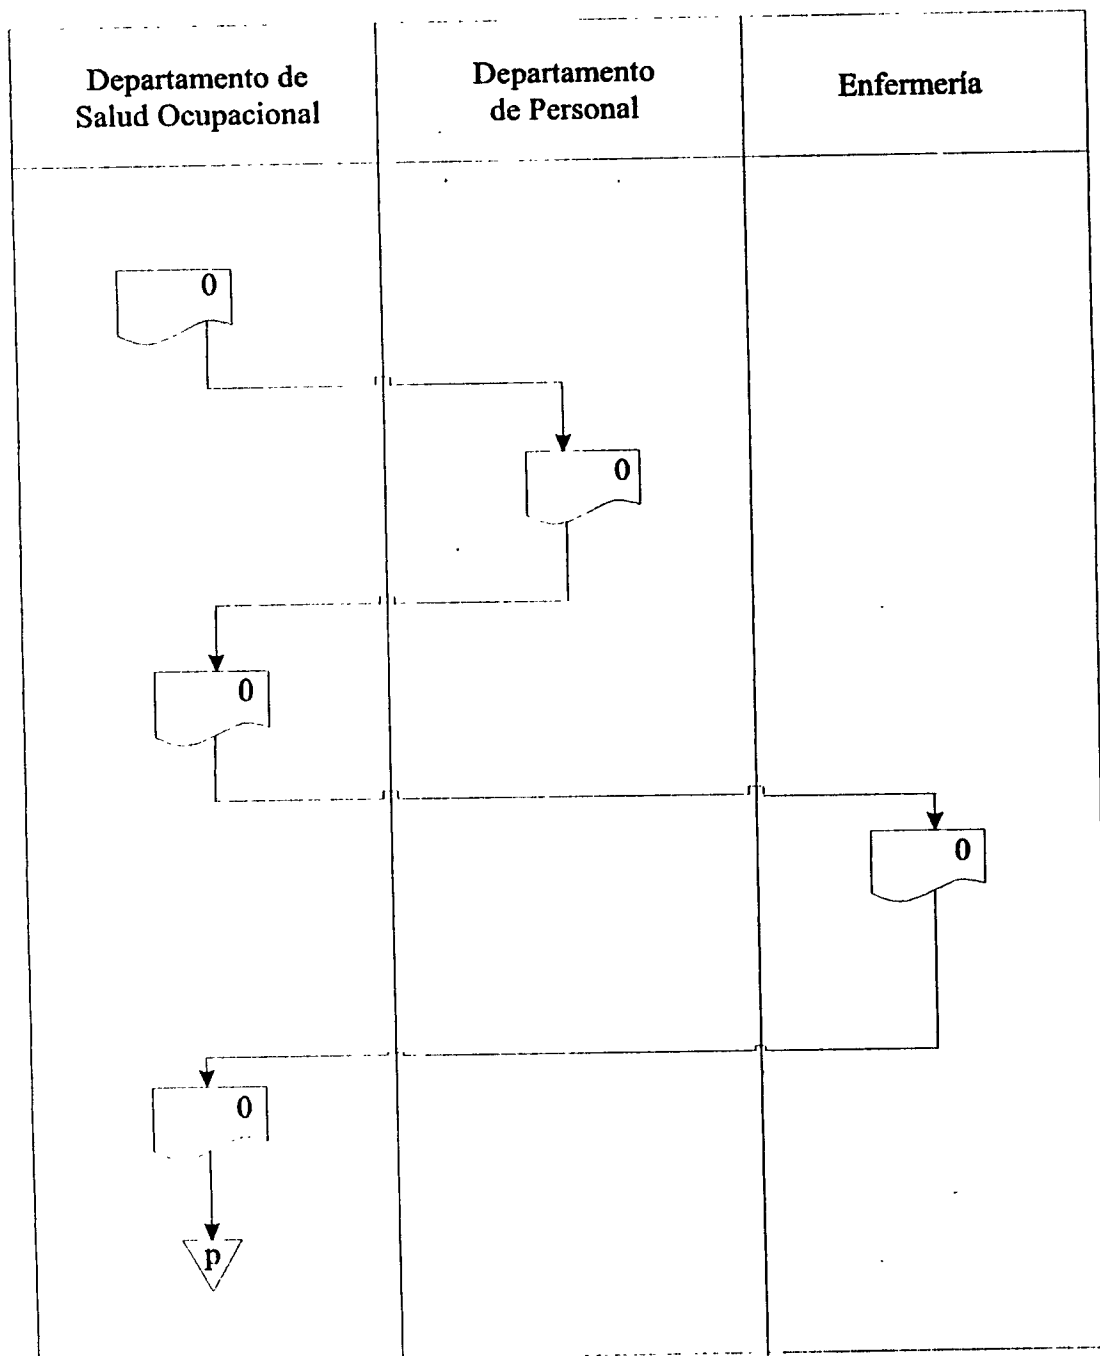 Departamento de
Salud Ocupacional
Departamento
de Personal
Enfermería
0
0
0
0
0
p